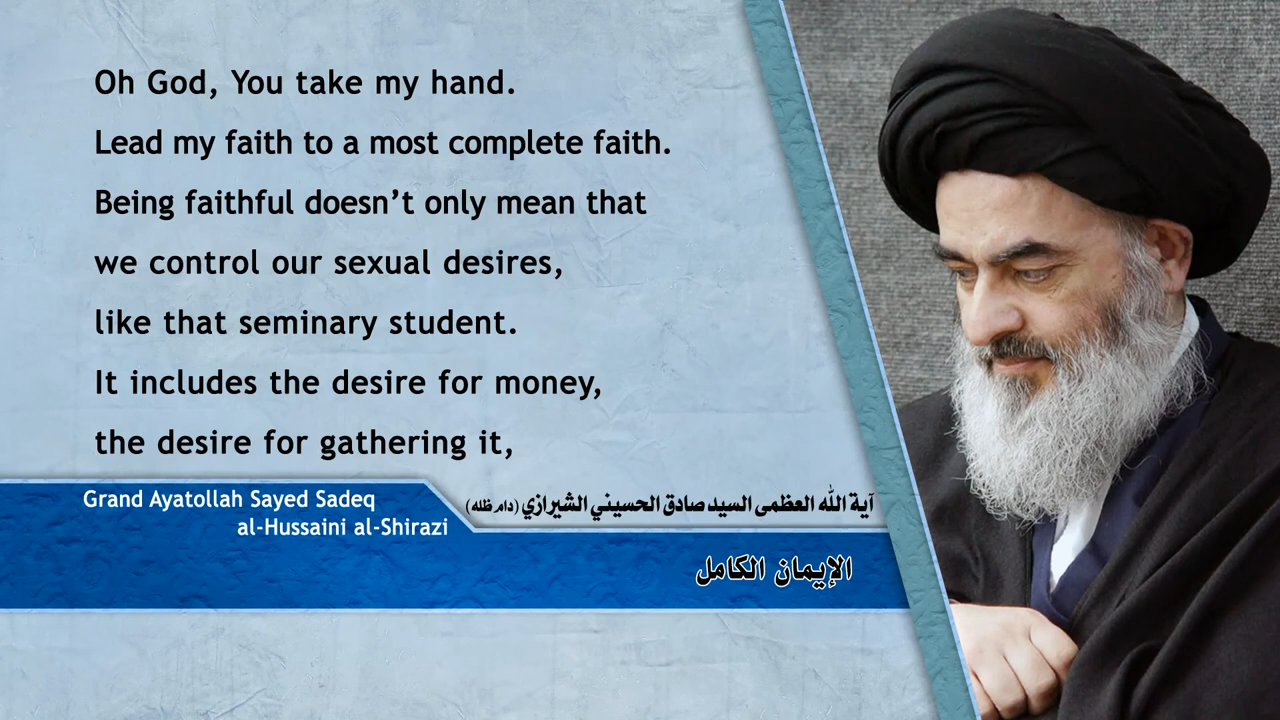 Oh God, You take my hand.
Lead my faith to a most complete faith.
Being faithful doesn’t only mean that
we control our sexual desires,
like that seminary student.
It includes the desire for money,
the desire for gathering it,
Grand Ayatollah Sayed Sadeq
al-Hussaini al-Shirazi
آية الله العظمى السيد صادق الحسيني الشيرازي (دام ظله)
الإيمان الكامل